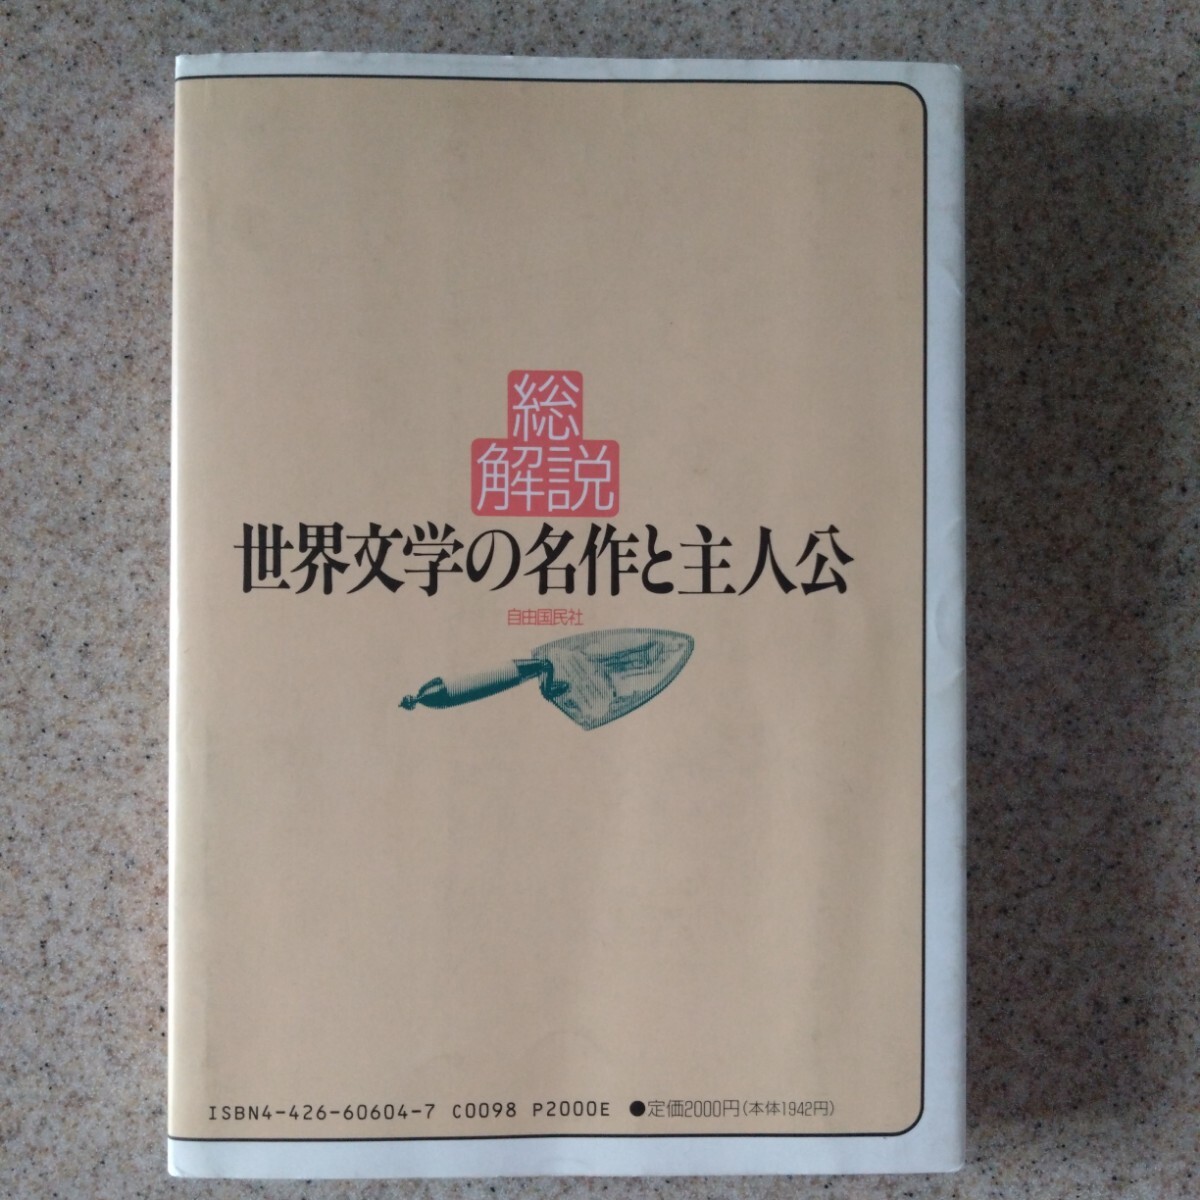 総
解説
世界文学の名作と主人公
自由国民社
ISBN4-426-60604-7 C0098 P2000E ●定価2000円(本体1942円)